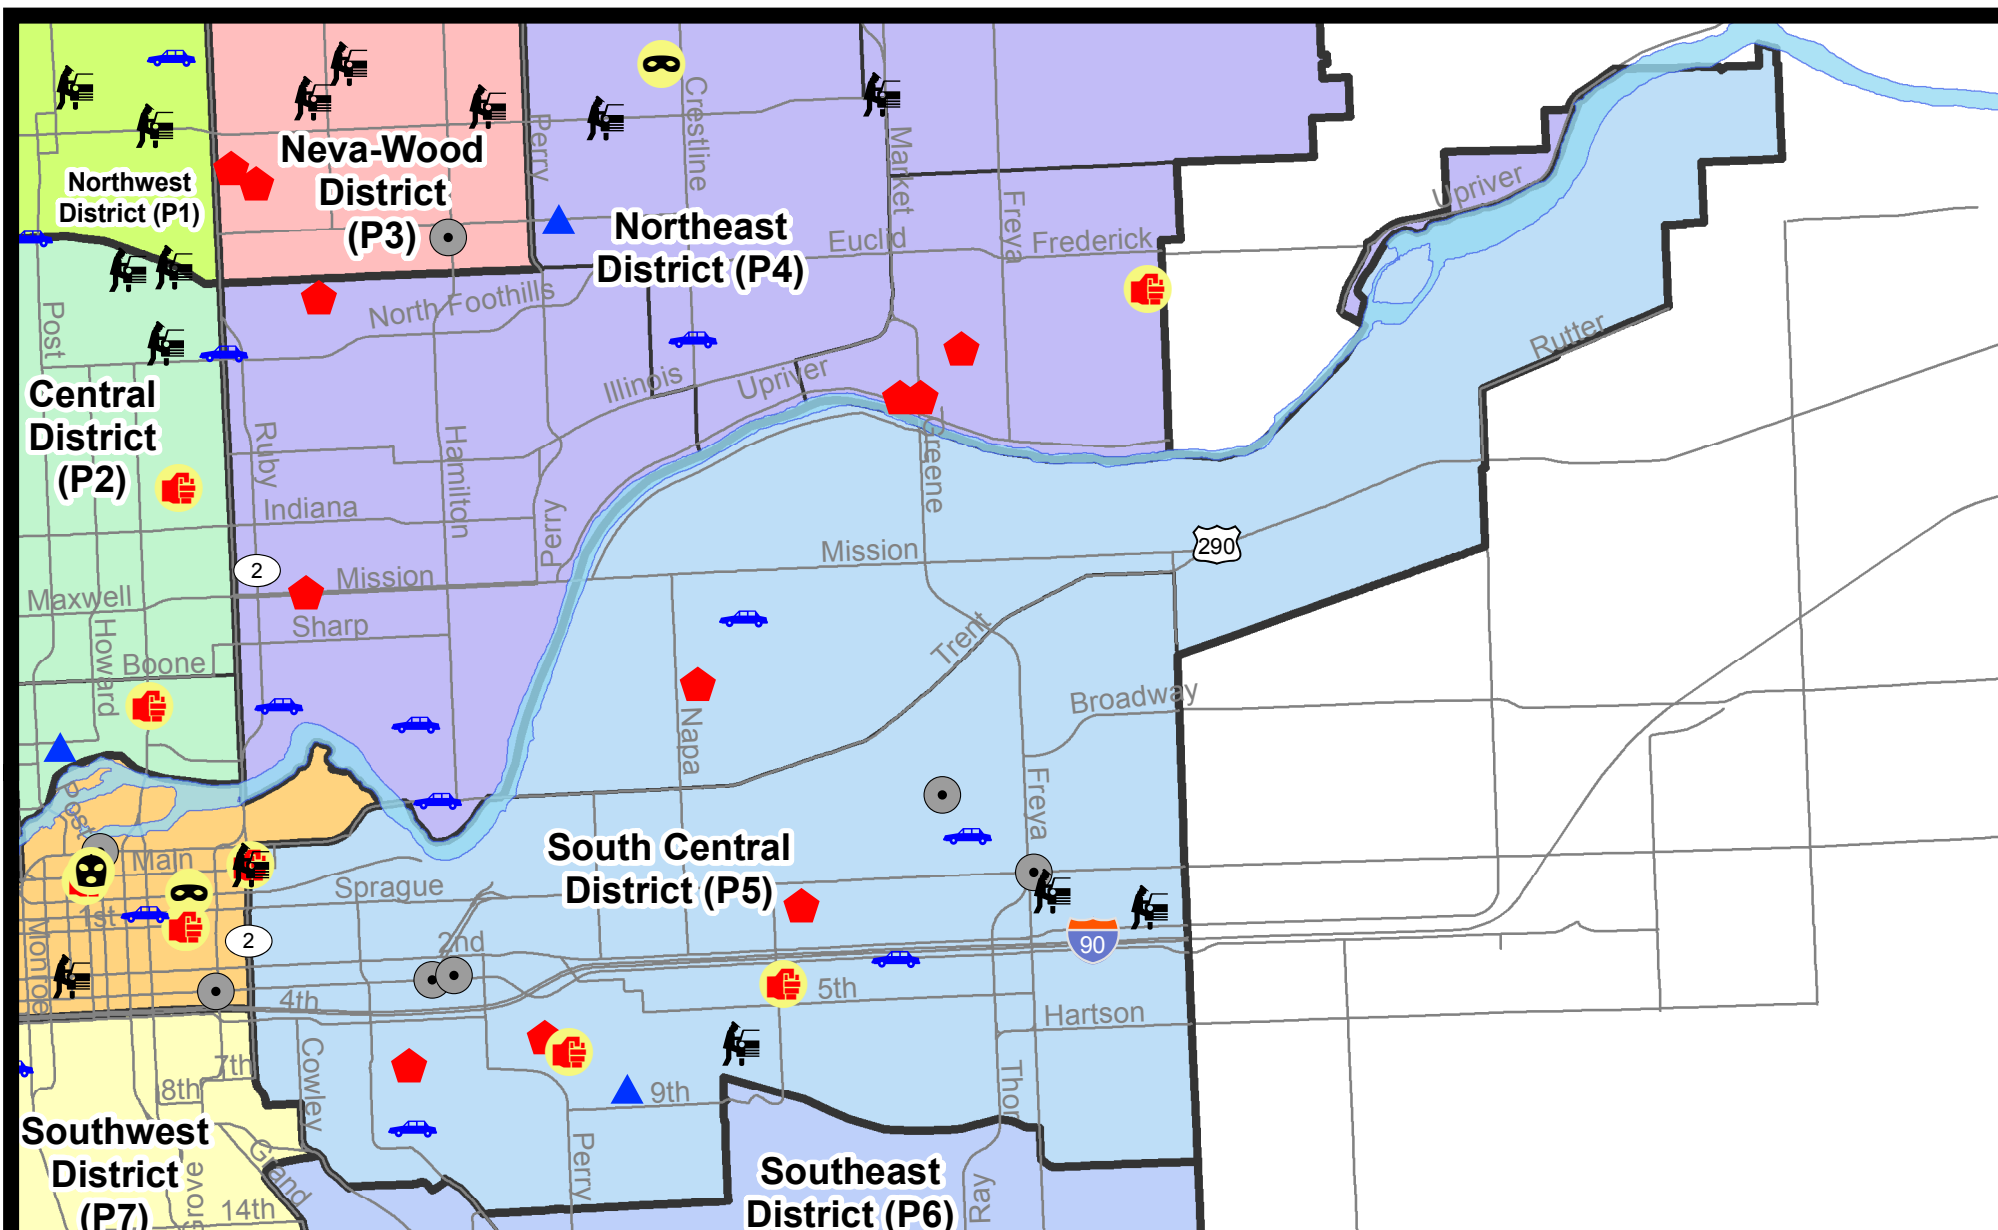 Crestline
Perry
Neva-Wood
District
(P3)
Market
Northwest
District (P1)
Upriver
Freya
Northeast
District (P4)
Euclid
Frederick
North Foothills
Post
Rutter
Illinois
Upriver
Central
District
(P2)
Ruby
Hamilton
Greene
Indiana
Perry
Mission
290
2
Mission
Maxwell
Sharp
Howard
Trent
Boone
Broadway
Napa
Post
Freya
Main
South Central
District (P5)
Sprague
1st
Monroe
2
2nd
90
4th
5th
Hartson
Cowley
7th
8th
9th
Thor
Southwest
District
(P7)
Grove
Grand
14th
Perry
Southeast
District (P6)
Ray